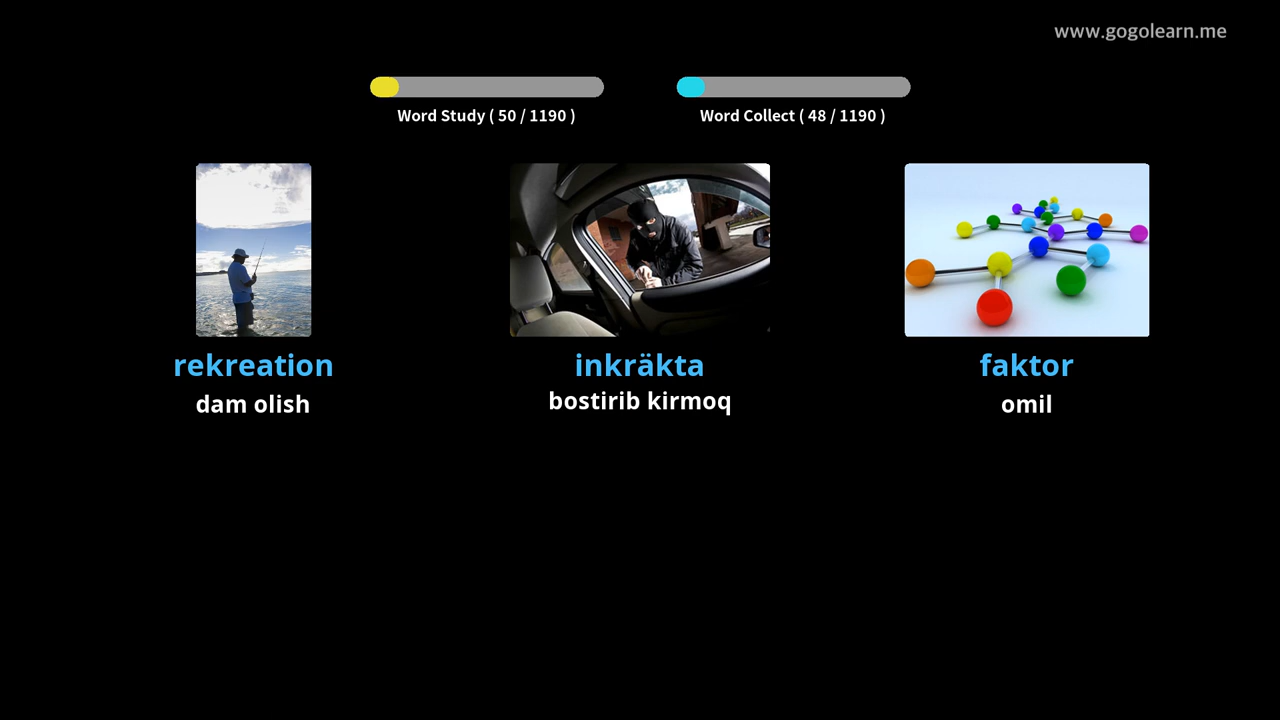 www.gogolearn.me
Word Study ( 50 / 1190 )
Word Collect ( 48 / 1190 )
rekreation
inkräkta
faktor
dam olish
bostirib kirmoq
omil